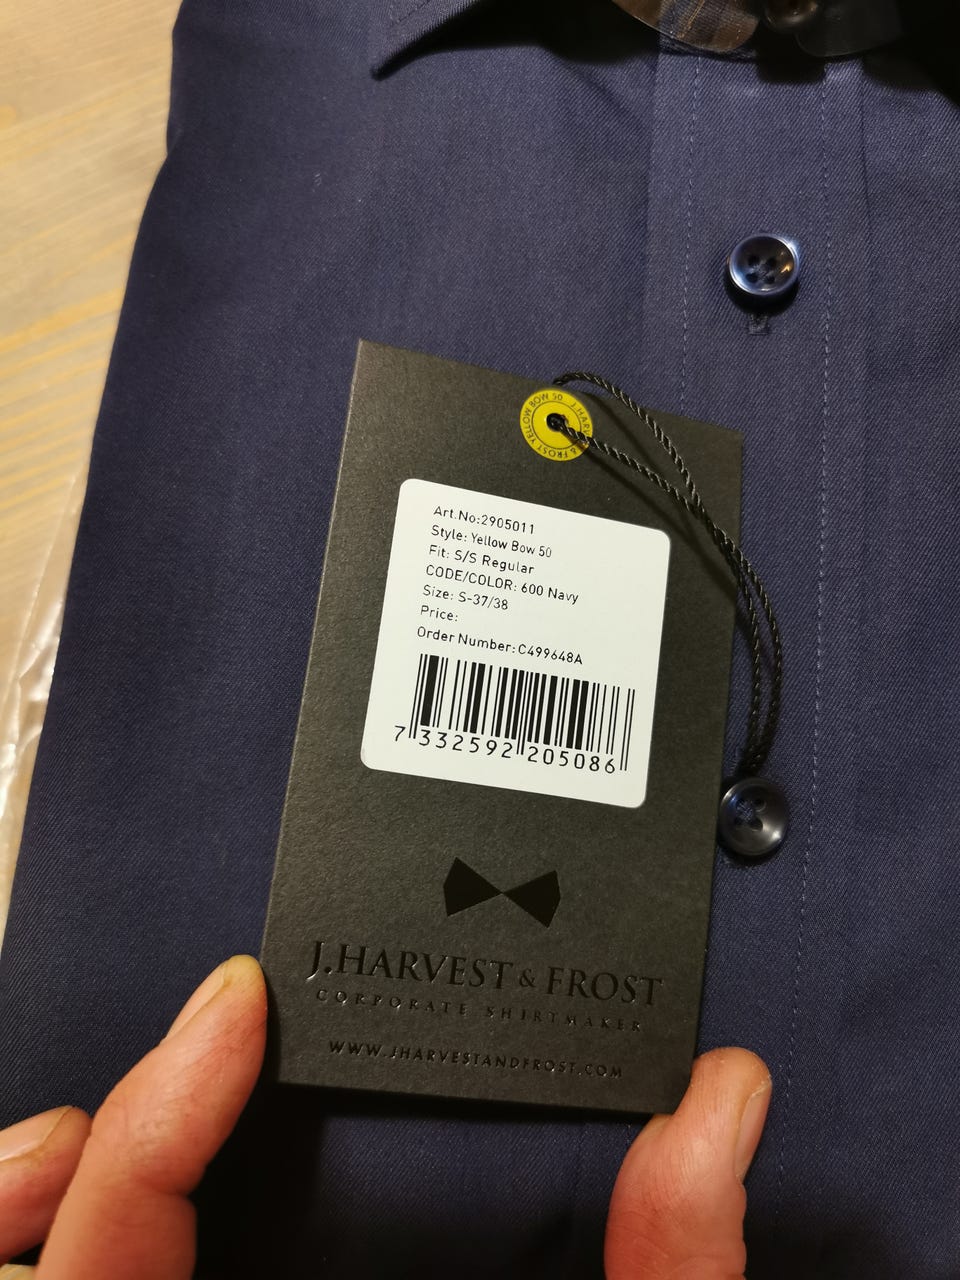 YELLOW BOW 50 J.HARVEST & FROST
Art.No:2905011
Style: Yellow Bow 50
Fit: S/S Regular
CODE/COLOR: 600 Navy
Size: S-37/38
Price:
Order Number:C499648A
7 332592 205086
J.HARVEST & FROST
CORPORATE SHIRTMAKER
WWW.JHARVESTANDFROST.COM